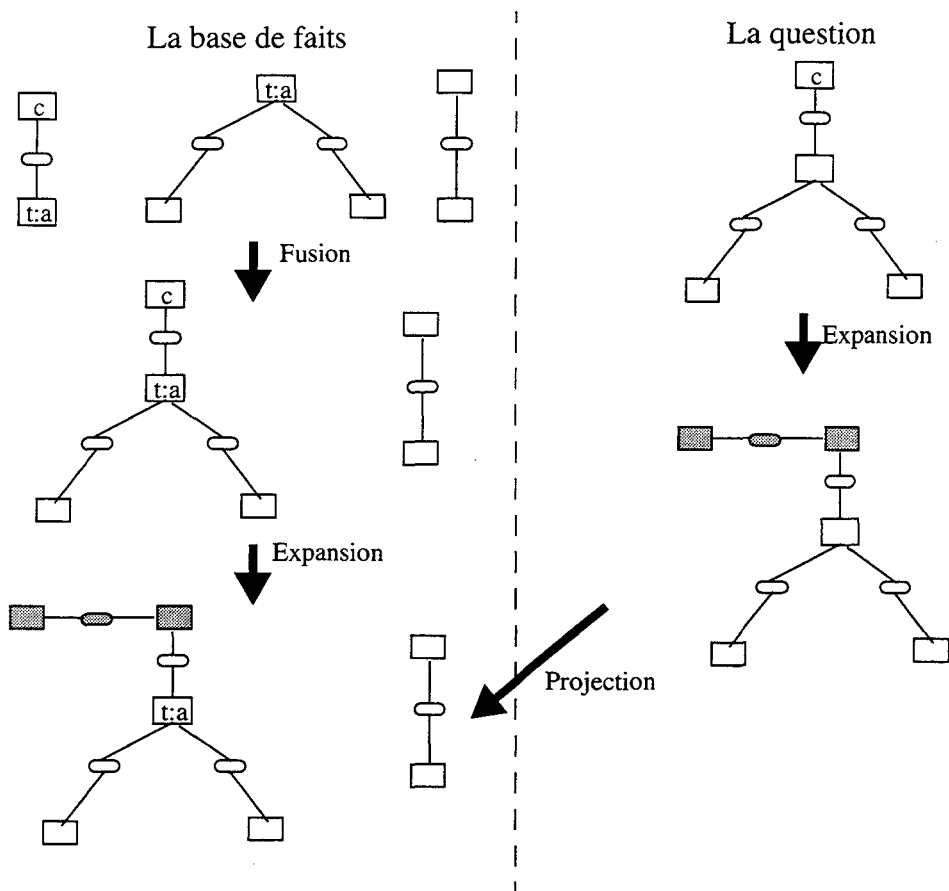 La base de faits
La question
c
t:a
c
t:a
Fusion
c
t:a
Expansion
Expansion
t:a
Projection